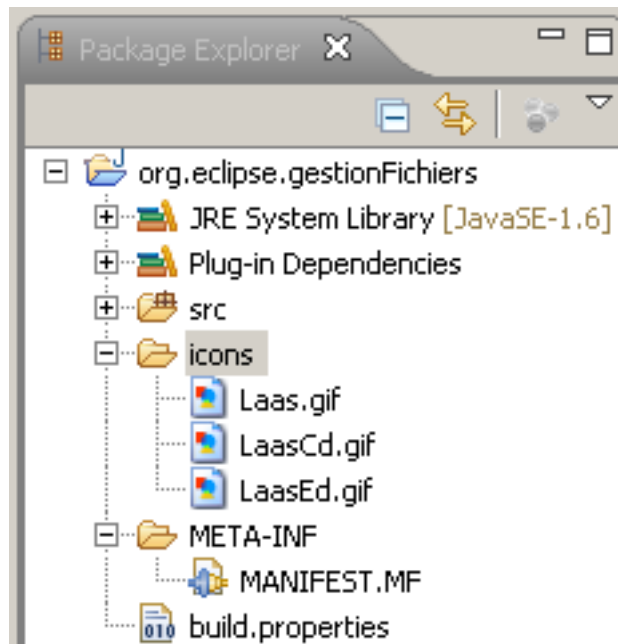 Package Explorer
org.eclipse.gestionFichiers
JRE System Library [JavaSE-1.6]
Plug-in Dependencies
src
icons
Laas.gif
LaasCd.gif
LaasEd.gif
META-INF
MANIFEST.MF
010
build.properties